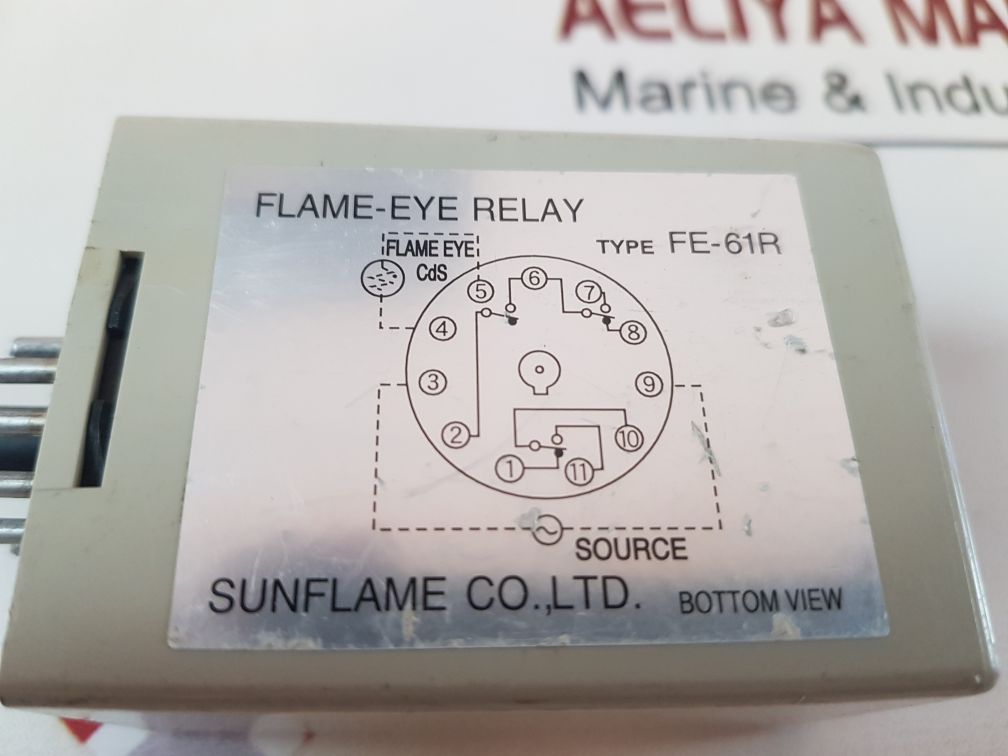 AELIYA MA
Marine & Indu
FLAME-EYE RELAY
TYPE FE-61R
FLAME EYE
CdS
5 6 7
4 8
3 9
2 10
1 11
SOURCE
SUNFLAME CO.,LTD.
BOTTOM VIEW